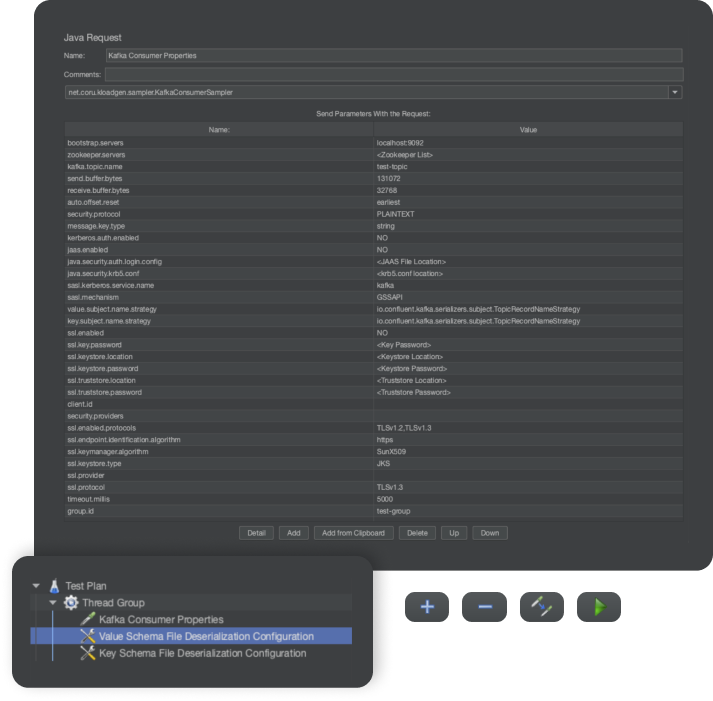 Java Request
Name: Kafka Consumer Properties
Comments:
net.coru.kloadgen.sampler.KafkaConsumerSampler
Send Parameters With the Request:
Name: Value
bootstrap.servers localhost:9092
zookeeper.servers <Zookeeper List>
kafka.topic.name test-topic
send.buffer.bytes 131072
receive.buffer.bytes 32768
auto.offset.reset earliest
security.protocol PLAINTEXT
message.key.type string
kerberos.auth.enabled NO
jaas.enabled NO
java.security.auth.login.config <JAAS File Location>
java.security.krb5.conf <krb5.conf location>
sasl.kerberos.service.name kafka
sasl.mechanism GSSAPI
value.subject.name.strategy io.confluent.kafka.serializers.subject.TopicRecordNameStrategy
key.subject.name.strategy io.confluent.kafka.serializers.subject.TopicRecordNameStrategy
ssl.enabled NO
ssl.key.password <Key Password>
ssl.keystore.location <Keystore Location>
ssl.keystore.password <Keystore Password>
ssl.truststore.location <Truststore Location>
ssl.truststore.password <Truststore Password>
client.id
security.providers
ssl.enabled.protocols TLSv1.2,TLSv1.3
ssl.endpoint.identification.algorithm https
ssl.keymanager.algorithm SunX509
ssl.keystore.type JKS
ssl.provider
ssl.protocol TLSv1.3
timeout.millis 5000
group.id test-group
Detail Add Add from Clipboard Delete Up Down
Test Plan
Thread Group
Kafka Consumer Properties
Value Schema File Deserialization Configuration
Key Schema File Deserialization Configuration